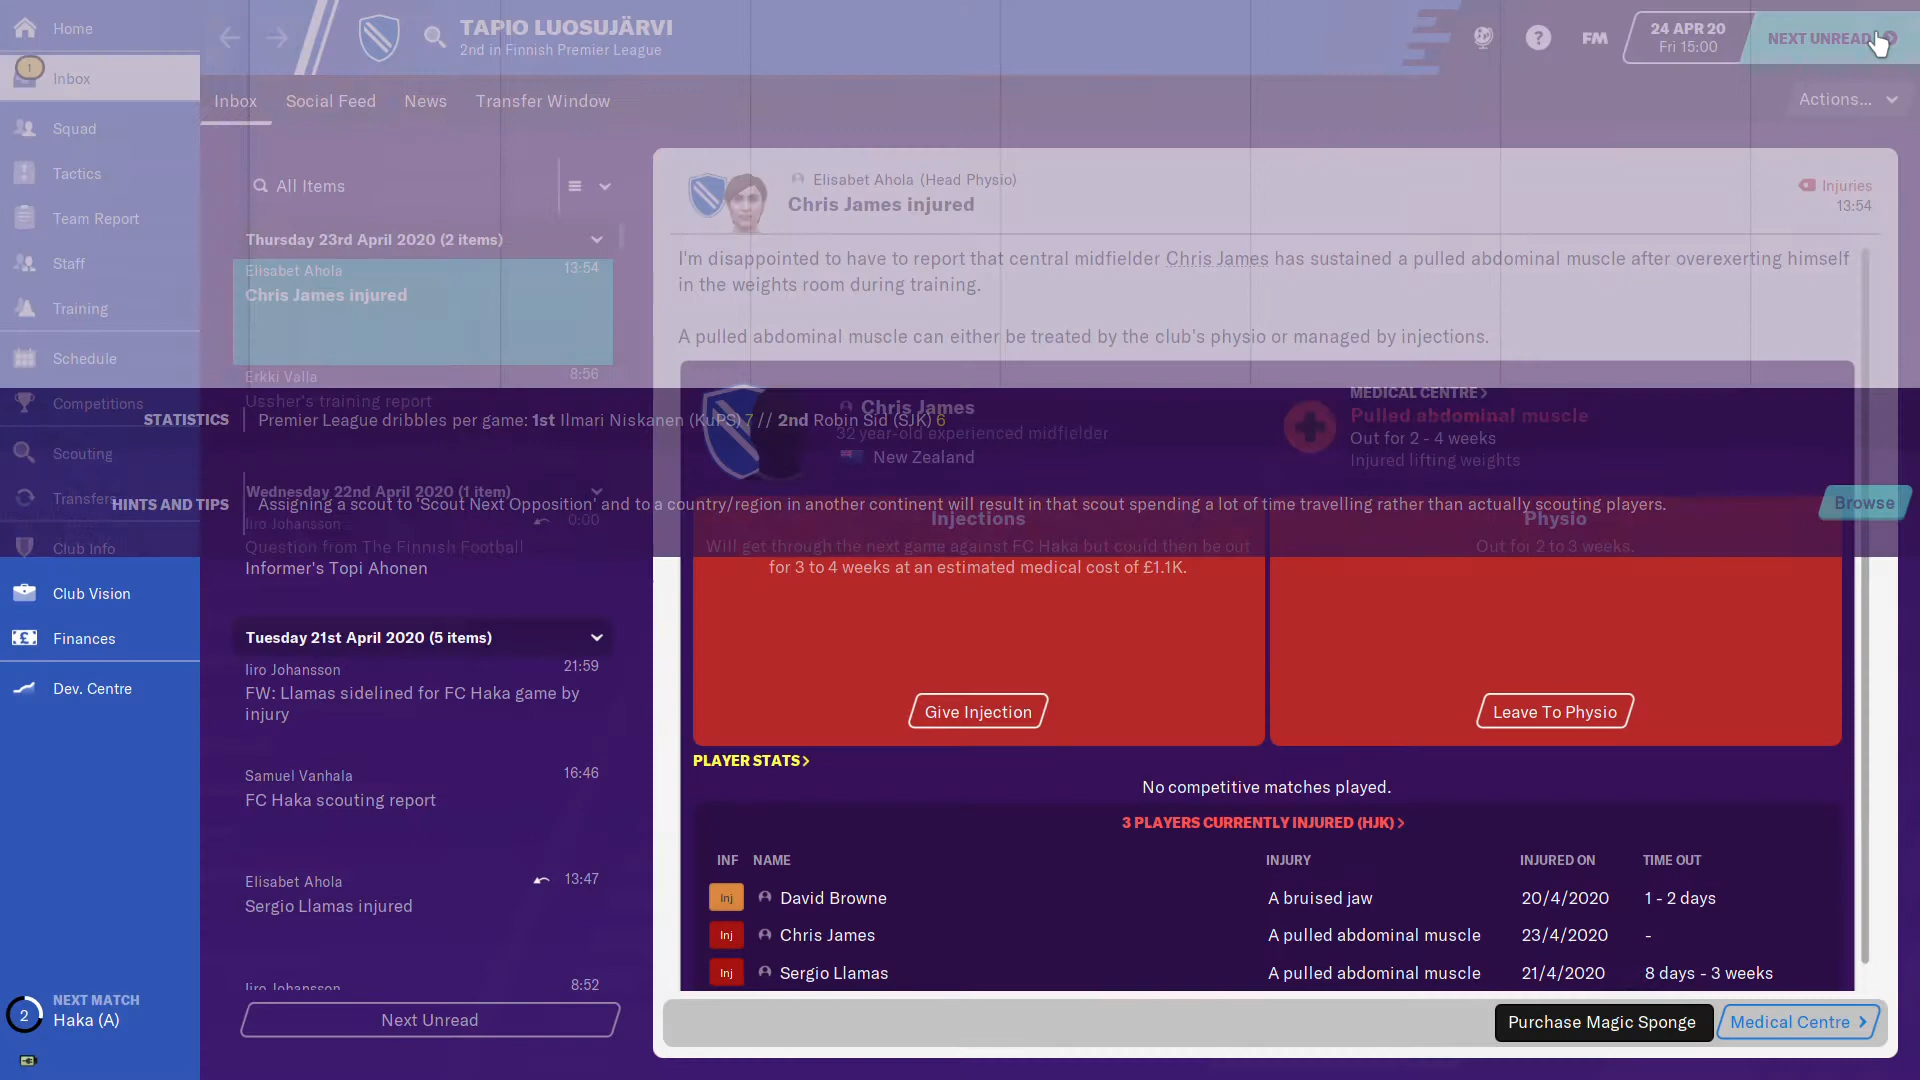 Home
TAPIO LUOSUJÄRVI
2nd in Finnish Premier League
FM
24 APR 20
Fri 15:00
NEXT UNREAD
1
Inbox
Inbox
Social Feed
News
Transfer Window
Actions...
Squad
Tactics
Team Report
Staff
Training
Schedule
Competitions
Scouting
Transfers
Club Info
Club Vision
Finances
Dev. Centre
NEXT MATCH
2
Haka (A)
All Items
Thursday 23rd April 2020 (2 items)
Elisabet Ahola
13:54
Chris James injured
Erkki Valla
8:56
Ussher's training report
STATISTICS
Premier League dribbles per game: 1st Ilmari Niskanen (KuPS) 7 // 2nd Robin Sid (SJK) 6
Wednesday 22nd April 2020 (1 item)
HINTS AND TIPS
Assigning a scout to 'Scout Next Opposition' and to a country/region in another continent will result in that scout spending a lot of time travelling rather than actually scouting players.
Browse
Iiro Johansson
0:00
Question from The Finnish Football
Informer's Topi Ahonen
Tuesday 21st April 2020 (5 items)
Iiro Johansson
21:59
FW: Llamas sidelined for FC Haka game by
injury
Samuel Vanhala
16:46
FC Haka scouting report
Elisabet Ahola
13:47
Sergio Llamas injured
Iiro Johansson
8:52
Next Unread
Elisabet Ahola (Head Physio)
Chris James injured
Injuries
13:54
I'm disappointed to have to report that central midfielder Chris James has sustained a pulled abdominal muscle after overexerting himself
in the weights room during training.
A pulled abdominal muscle can either be treated by the club's physio or managed by injections.
Chris James
32 year-old experienced midfielder
New Zealand
MEDICAL CENTRE >
Pulled abdominal muscle
Out for 2 - 4 weeks
Injured lifting weights
Injections
Will get through the next game against FC Haka but could then be out
for 3 to 4 weeks at an estimated medical cost of £1.1K.
Give Injection
Physio
Out for 2 to 3 weeks.
Leave To Physio
PLAYER STATS >
No competitive matches played.
3 PLAYERS CURRENTLY INJURED (HJK) >
INF NAME INJURY INJURED ON TIME OUT
Inj David Browne A bruised jaw 20/4/2020 1 - 2 days
Inj Chris James A pulled abdominal muscle 23/4/2020 -
Inj Sergio Llamas A pulled abdominal muscle 21/4/2020 8 days - 3 weeks
Purchase Magic Sponge
Medical Centre >